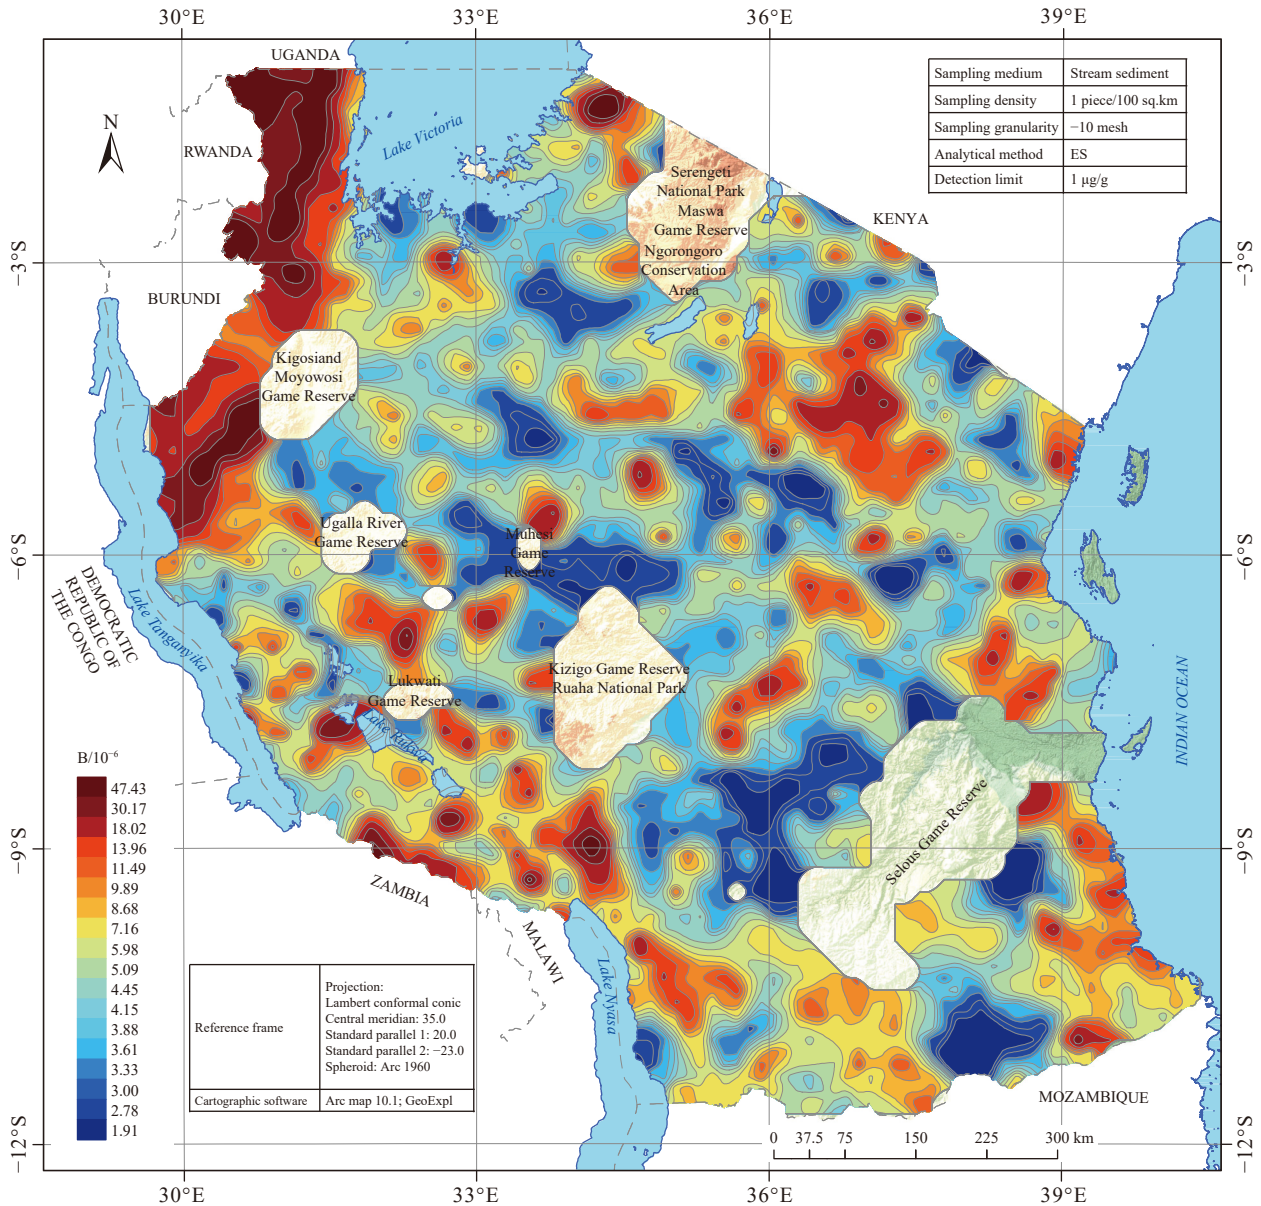 30°E
33°E
36°E
39°E
UGANDA
N
Lake Victoria
RWANDA
Sampling medium
Stream sediment
Sampling density
1 piece/100 sq.km
Sampling granularity
−10 mesh
Analytical method
ES
Detection limit
1 μg/g
Serengeti
National Park
Maswa
Game Reserve
Ngorongoro
Conservation
Area
KENYA
−3°S
−3°S
BURUNDI
Kigosiand
Moyowosi
Game Reserve
Ugalla River
Game Reserve
Muhesi
Game
Reserve
−6°S
−6°S
DEMOCRATIC
REPUBLIC OF
THE CONGO
Lake Tanganyika
Kizigo Game Reserve
Ruaha National Park
Lukwati
Game Reserve
Lake Rukwa
INDIAN OCEAN
Selous Game Reserve
B/10⁻⁶
47.43
30.17
18.02
13.96
11.49
9.89
8.68
7.16
5.98
5.09
4.45
4.15
3.88
3.61
3.33
3.00
2.78
1.91
−9°S
−9°S
ZAMBIA
MALAWI
Lake Nyasa
Reference frame
Projection:
Lambert conformal conic
Central meridian: 35.0
Standard parallel 1: 20.0
Standard parallel 2: −23.0
Spheroid: Arc 1960
Cartographic software
Arc map 10.1; GeoExpl
MOZAMBIQUE
0 37.5 75 150 225 300 km
−12°S
−12°S
30°E
33°E
36°E
39°E